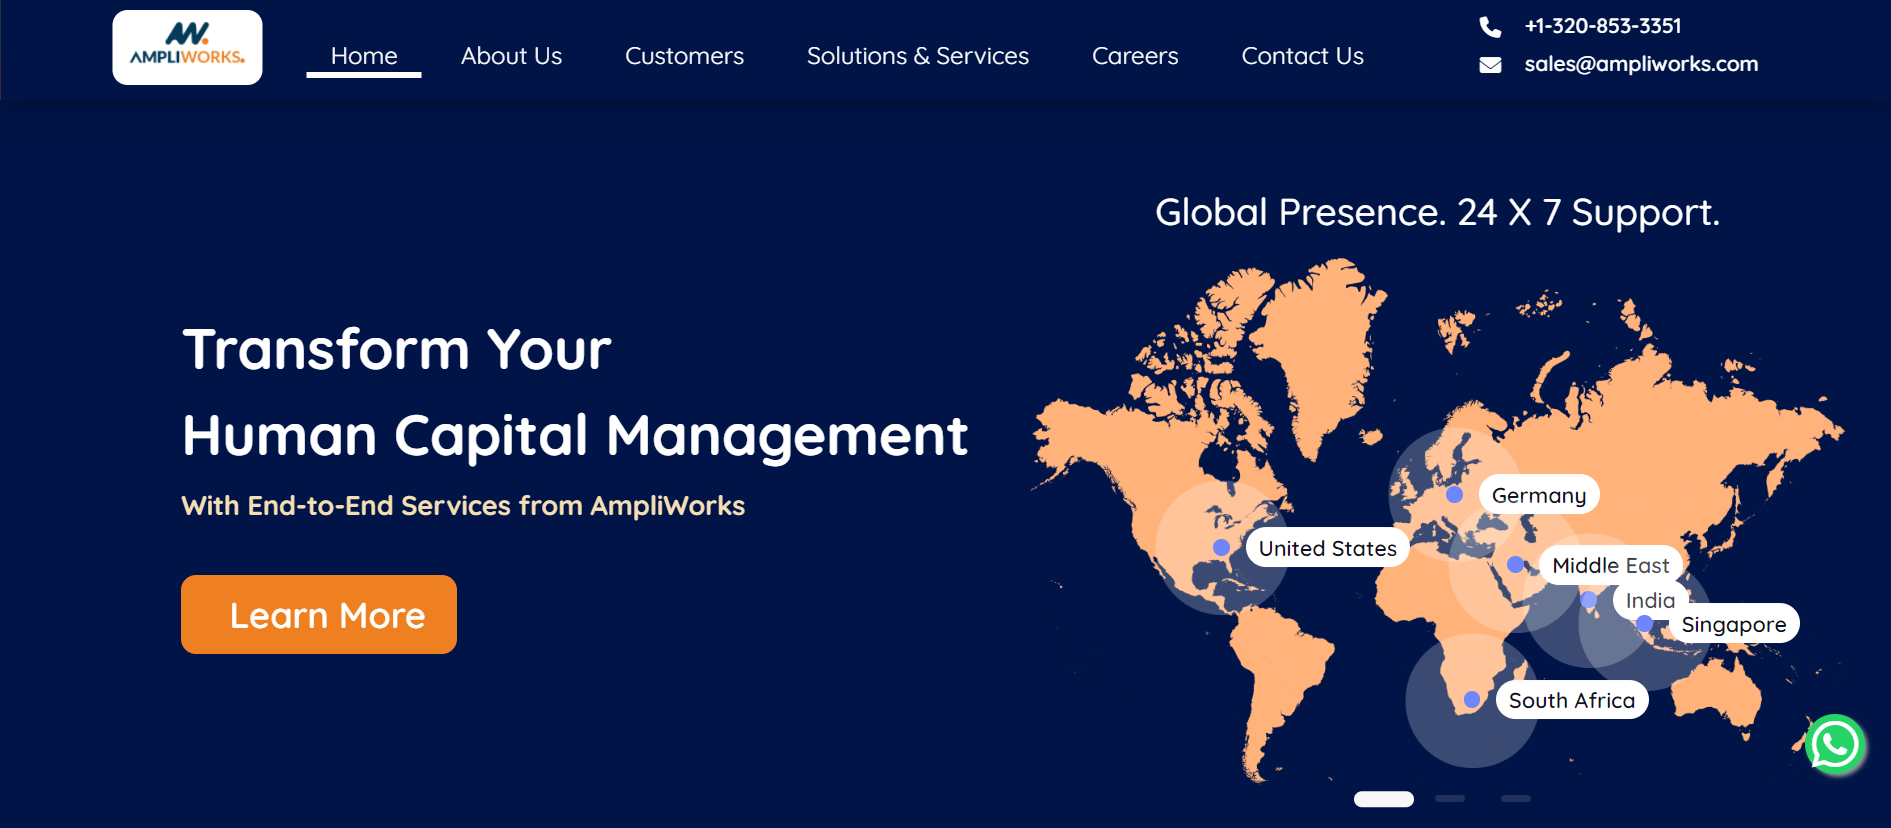 AMPLIWORKS.
Home
About Us
Customers
Solutions & Services
Careers
Contact Us
+1-320-853-3351
sales@ampliworks.com
Global Presence. 24 X 7 Support.
Transform Your
Human Capital Management
With End-to-End Services from AmpliWorks
Learn More
Germany
United States
Middle East
India
Singapore
South Africa